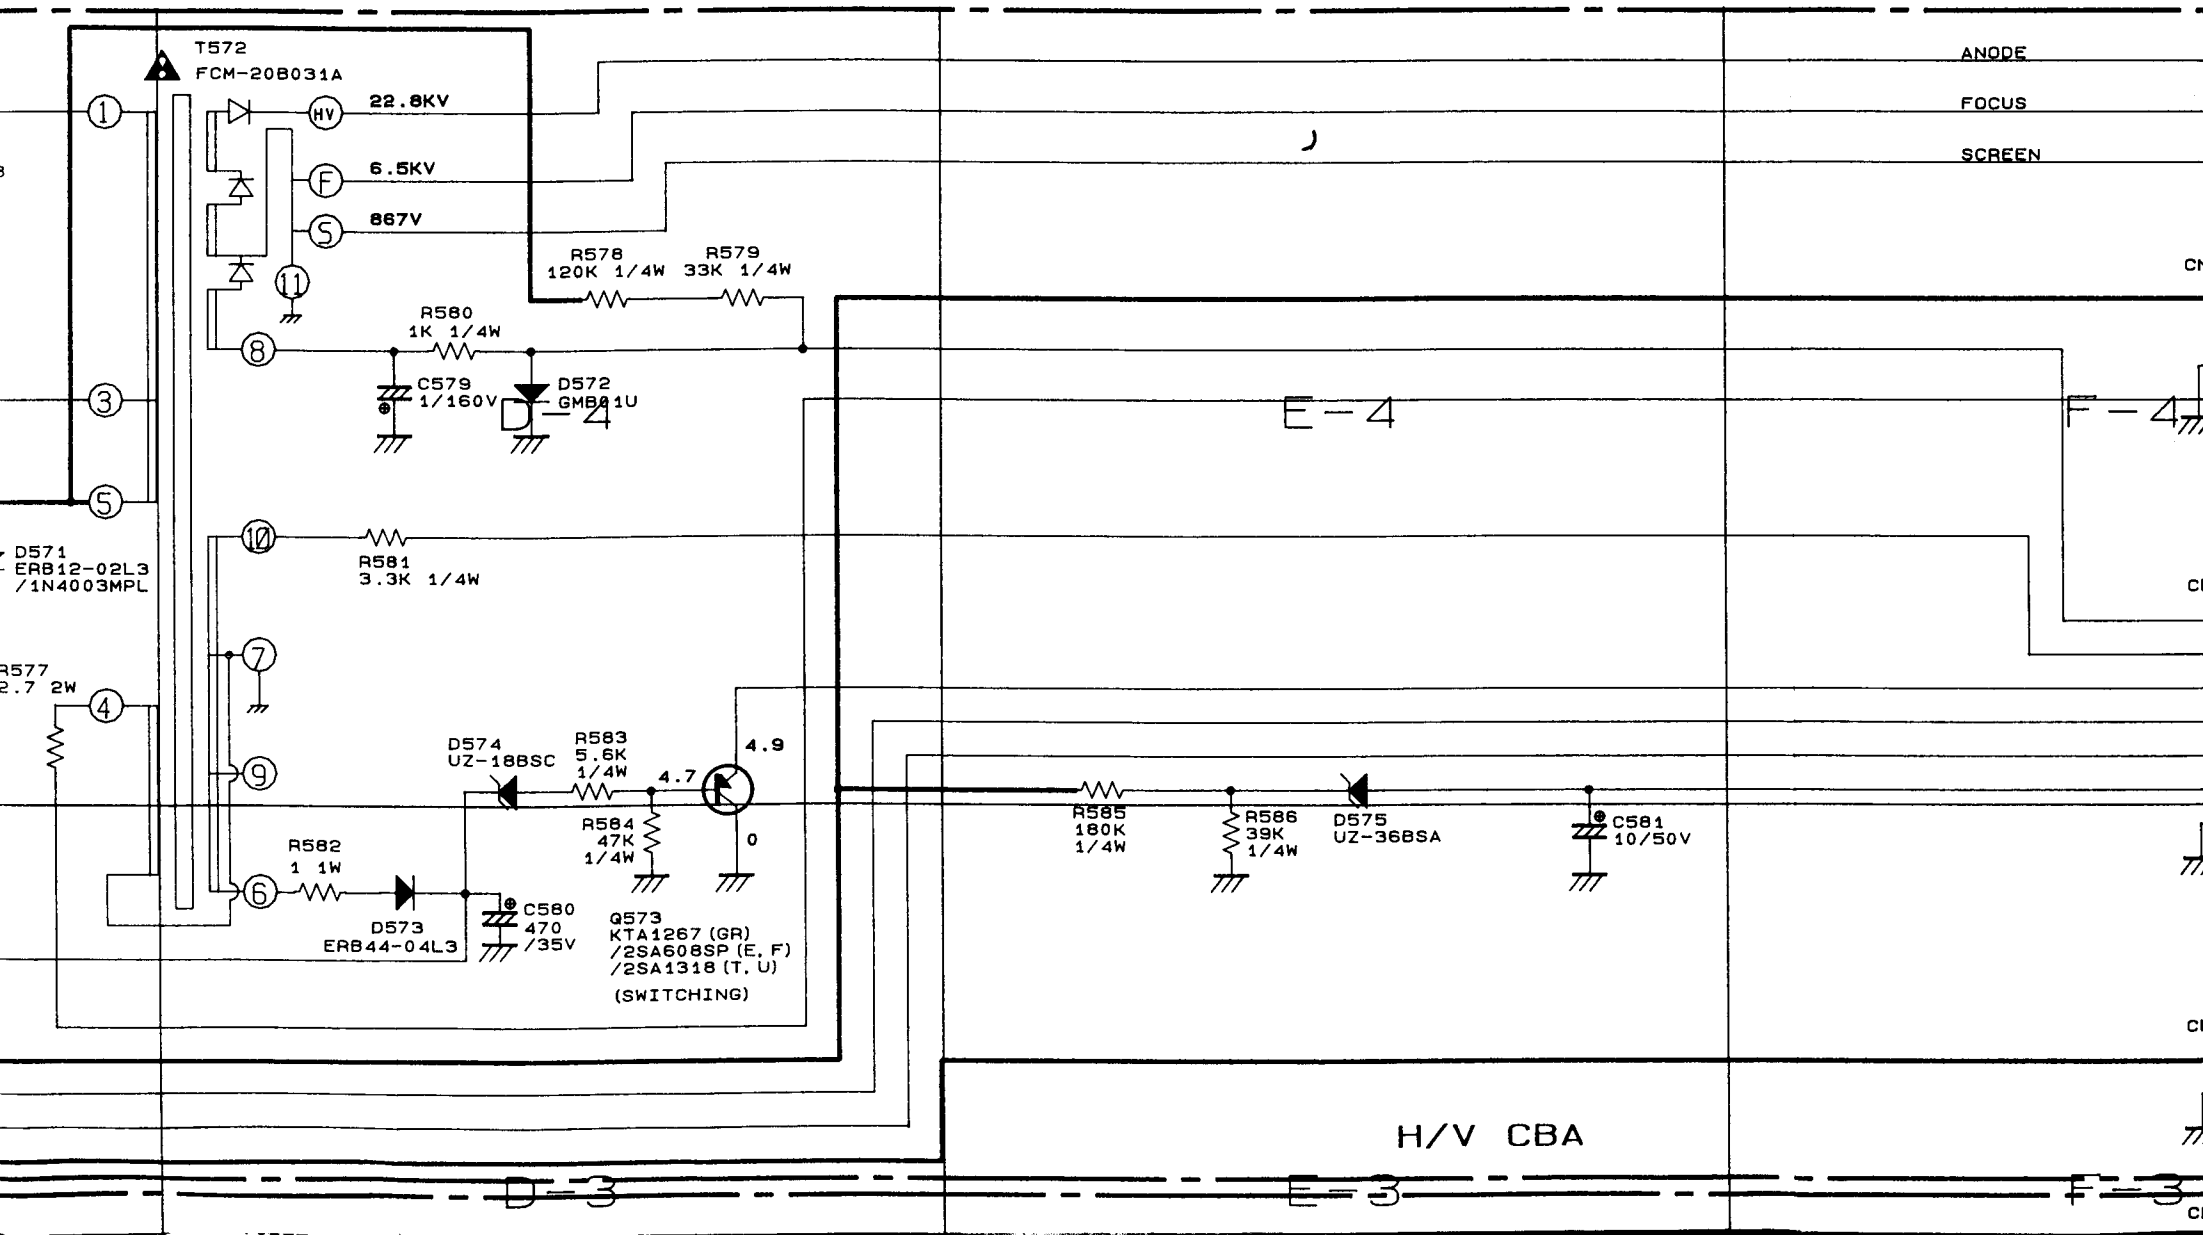 T572
FCM-20B031A
ANODE
1
HV
22.8KV
FOCUS
F
6.5KV
SCREEN
S
867V
R578
120K 1/4W
R579
33K 1/4W
11
R580
1K 1/4W
8
3
C579
1/160V
D572
GMB01U
D-4
E-4
F-4
5
10
D571
ERB12-02L3
/1N4003MPL
R581
3.3K 1/4W
7
R577
2.7 2W
4
D574
UZ-18BSC
R583
5.6K
1/4W
4.9
4.7
9
R584
47K
1/4W
0
R585
180K
1/4W
R586
39K
1/4W
D575
UZ-36BSA
C581
10/50V
R582
1 1W
6
D573
ERB44-04L3
C580
470
/35V
Q573
KTA1267(GR)
/2SA608SP(E,F)
/2SA1318(T,U)
(SWITCHING)
H/V CBA
D-3
E-3
F-3